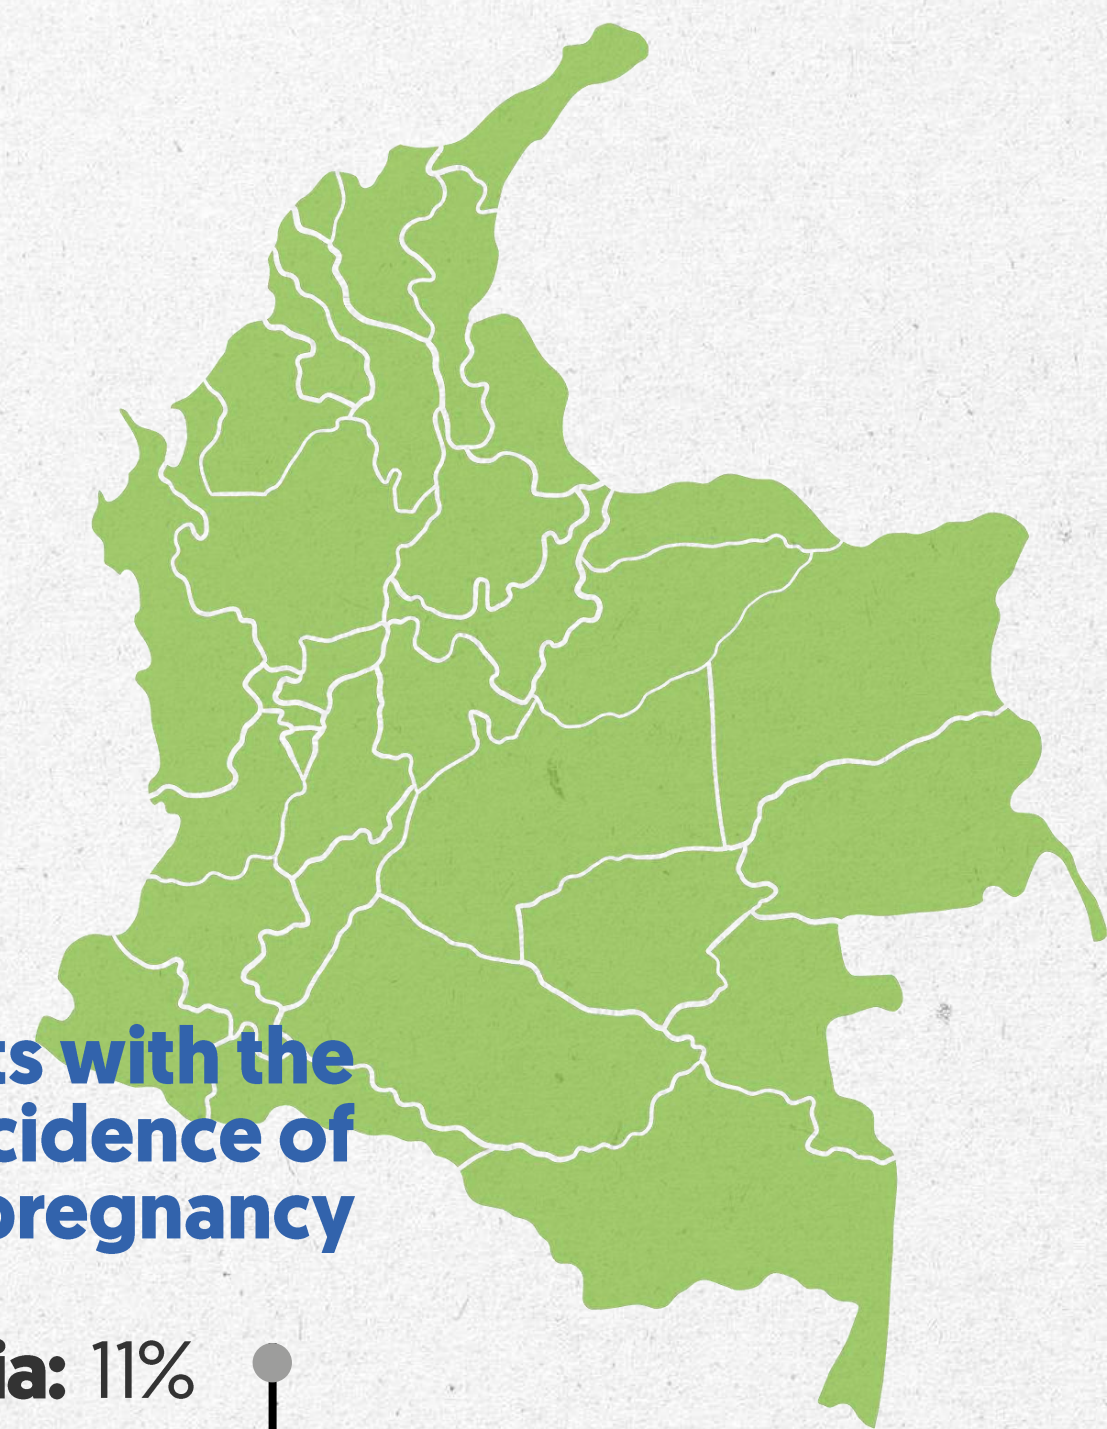 ts with the
cidence of
pregnancy
ia: 11%